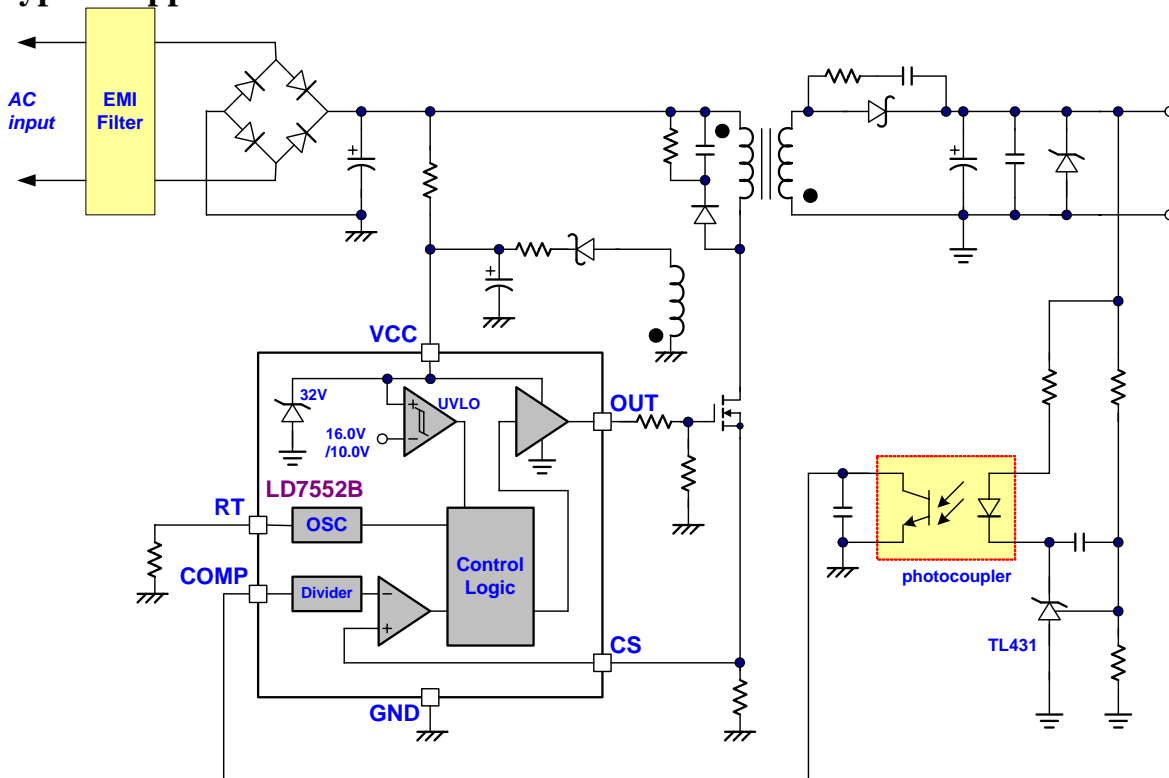 AC
input
EMI
Filter
VCC
32V
UVLO
16.0V
/10.0V
OUT
LD7552B
RT
OSC
COMP
Divider
Control
Logic
CS
GND
photocoupler
TL431